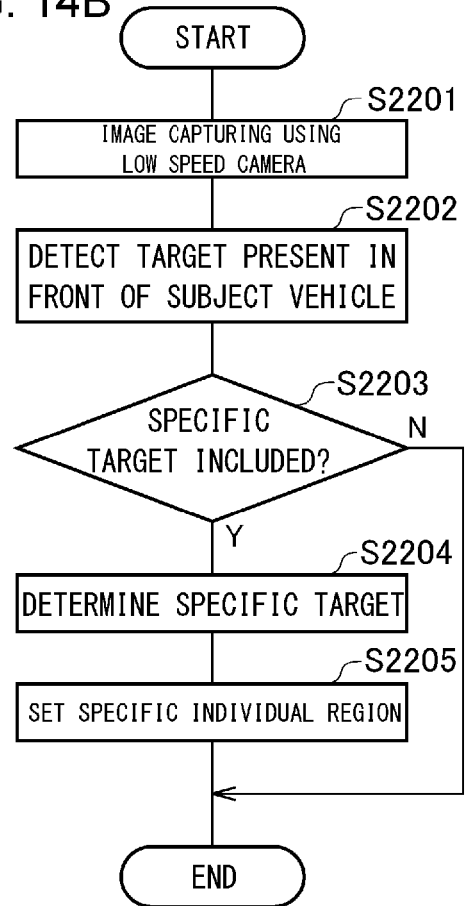 . 14B
START
S2201
IMAGE CAPTURING USING
LOW SPEED CAMERA
S2202
DETECT TARGET PRESENT IN
FRONT OF SUBJECT VEHICLE
S2203
SPECIFIC
TARGET INCLUDED?
N
Y
S2204
DETERMINE SPECIFIC TARGET
S2205
SET SPECIFIC INDIVIDUAL REGION
END